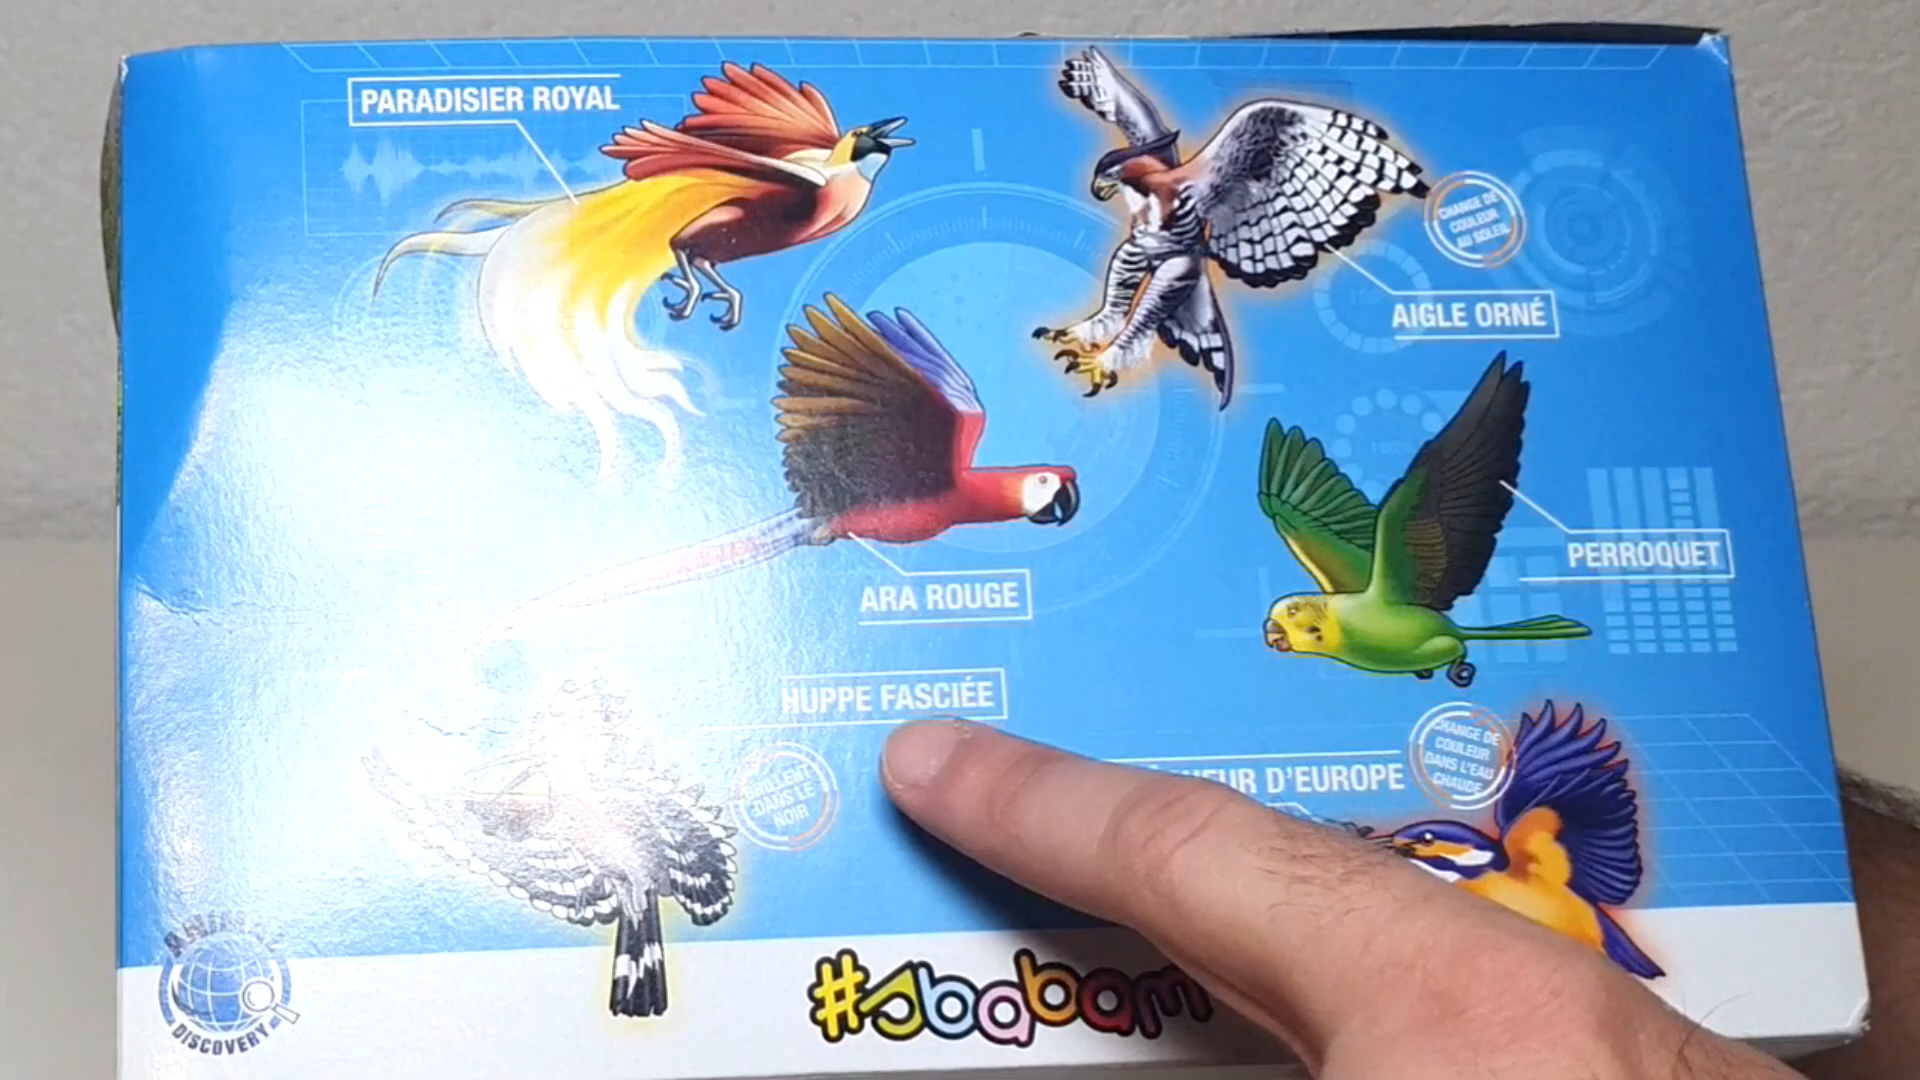 PARADISIER ROYAL
CHANGE DE
COULEUR
AU SOLEIL
AIGLE ORNÉ
PERROQUET
ARA ROUGE
HUPPE FASCIÉE
BRILLENT
DANS LE
NOIR
D'EUROPE
CHANGE DE
COULEUR
DANS L'EAU
CHAUDE
DISCOVERY
#sbabam